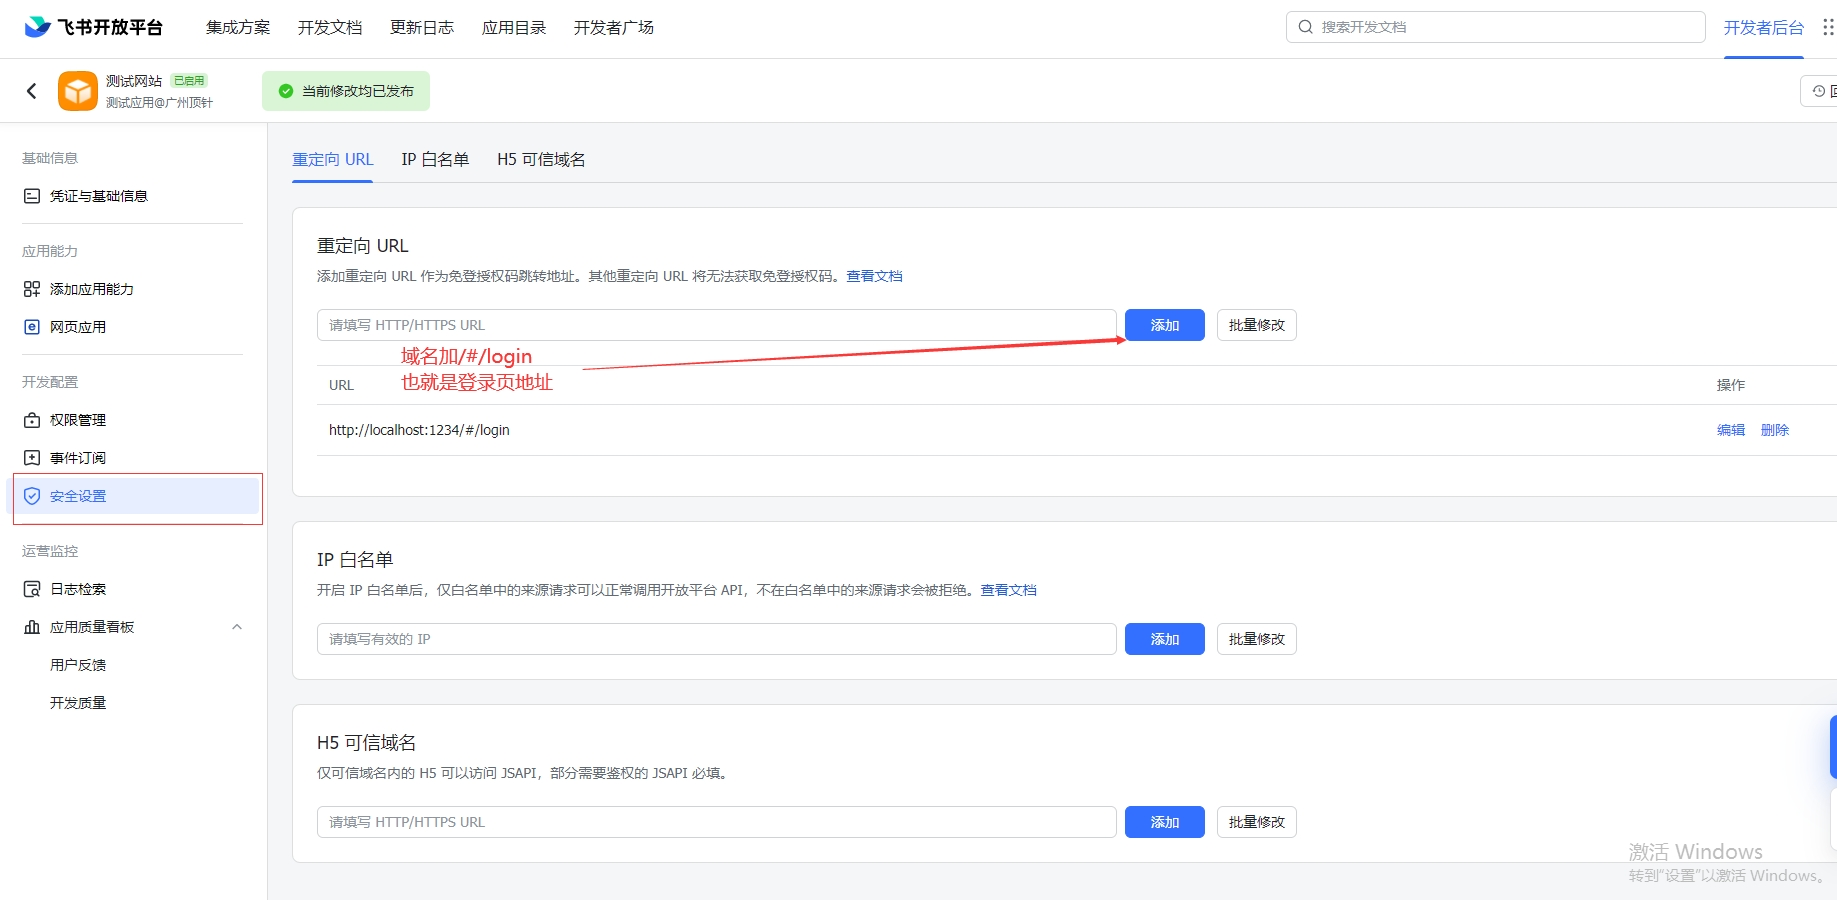 飞书开放平台 集成方案 开发文档 更新日志 应用目录 开发者广场 搜索开发文档 开发者后台
测试网站 已启用
测试应用@广州顶针
当前修改均已发布
基础信息
凭证与基础信息
应用能力
添加应用能力
网页应用
开发配置
权限管理
事件订阅
安全设置
运营监控
日志检索
应用质量看板
用户反馈
开发质量
重定向 URL IP 白名单 H5 可信域名
重定向 URL
添加重定向 URL 作为免登授权码跳转地址。其他重定向 URL 将无法获取免登授权码。查看文档
请填写 HTTP/HTTPS URL 添加 批量修改
域名加/#/login
也就是登录页地址
URL 操作
http://localhost:1234/#/login 编辑 删除
IP 白名单
开启 IP 白名单后，仅白名单中的来源请求可以正常调用开放平台 API，不在白名单中的来源请求会被拒绝。查看文档
请填写有效的 IP 添加 批量修改
H5 可信域名
仅可信域名内的 H5 可以访问 JSAPI，部分需要鉴权的 JSAPI 必填。
请填写 HTTP/HTTPS URL 添加 批量修改
激活 Windows
转到"设置"以激活 Windows。